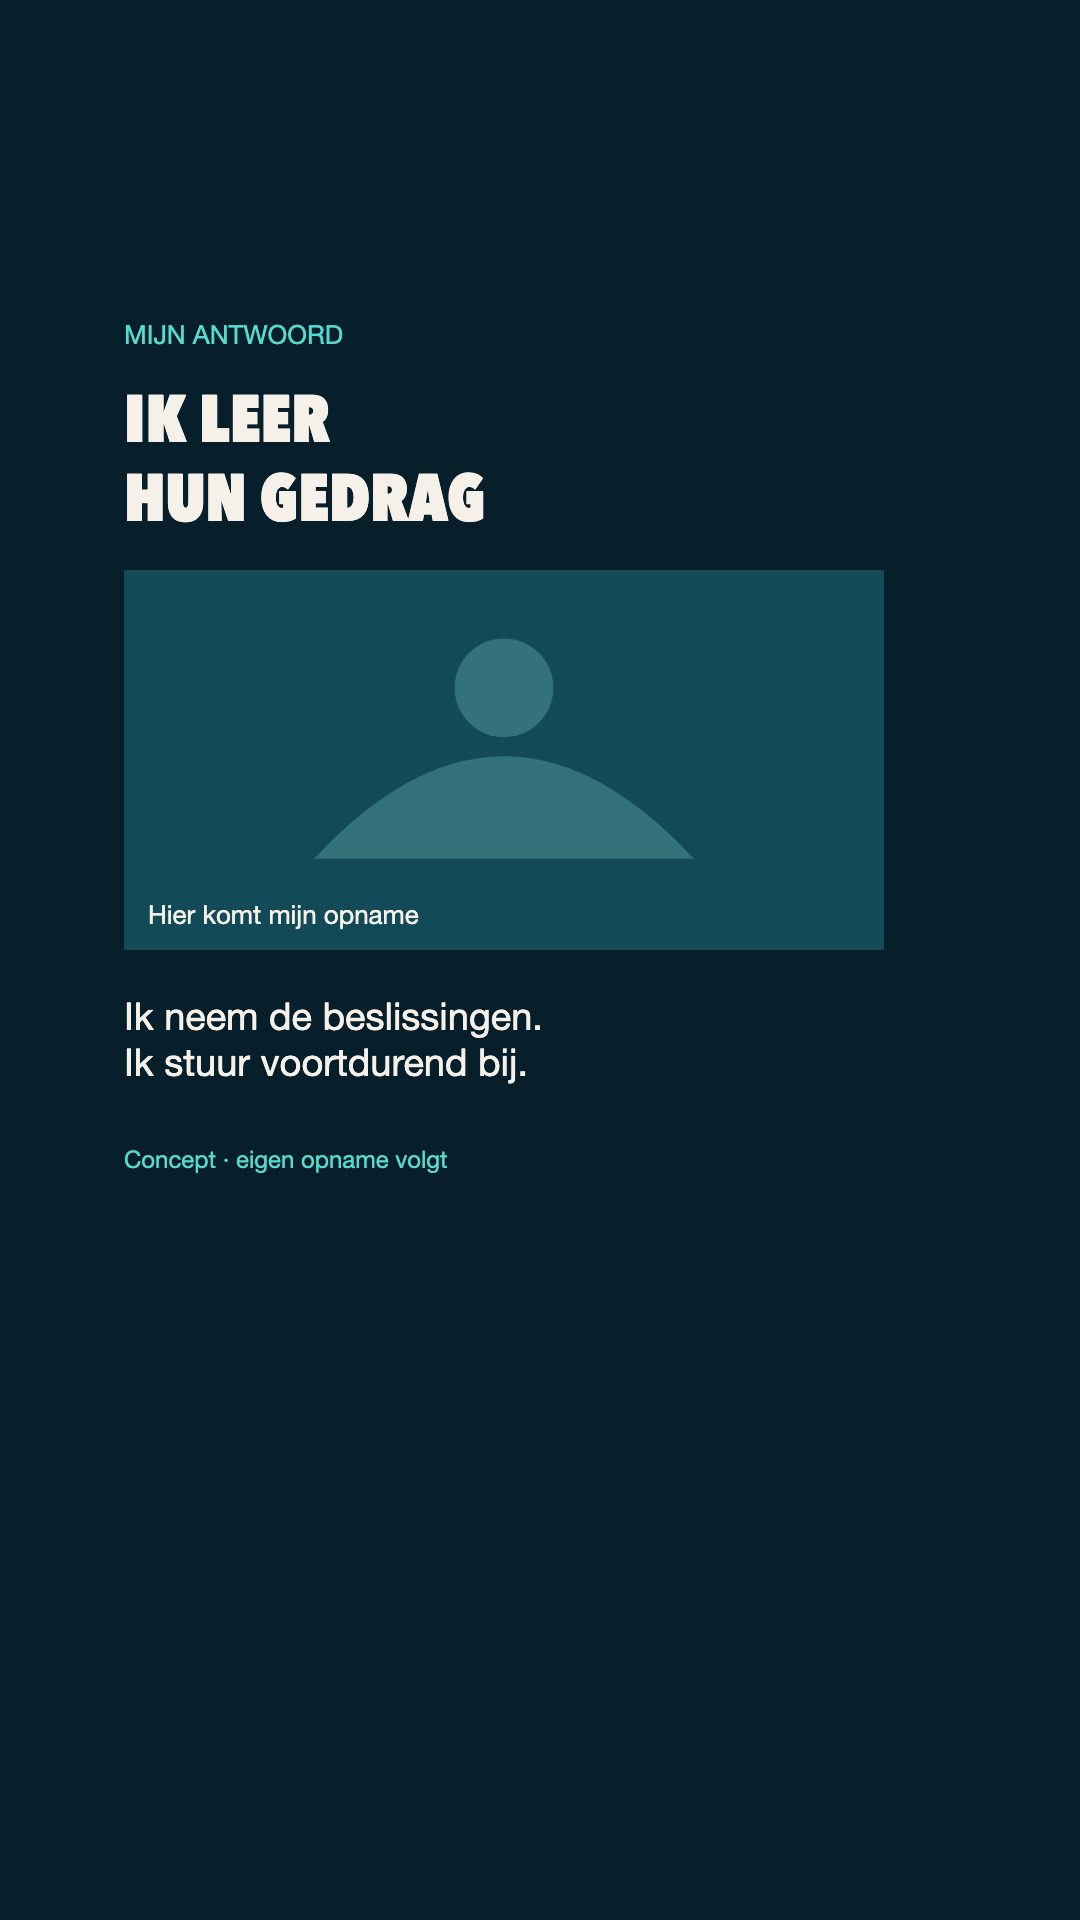 MIJN ANTWOORD
IK LEER
HUN GEDRAG
Hier komt mijn opname
Ik neem de beslissingen.
Ik stuur voortdurend bij.
Concept · eigen opname volgt